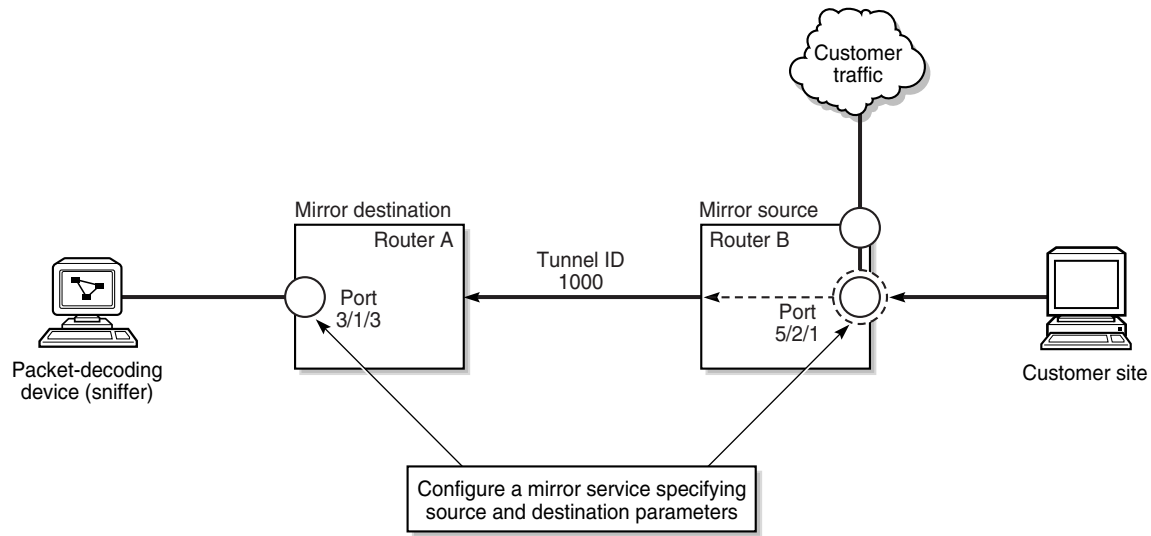 Customer
traffic
Mirror destination
Router A
Mirror source
Router B
Tunnel ID
1000
Port
3/1/3
Port
5/2/1
Packet-decoding
device (sniffer)
Customer site
Configure a mirror service specifying
source and destination parameters